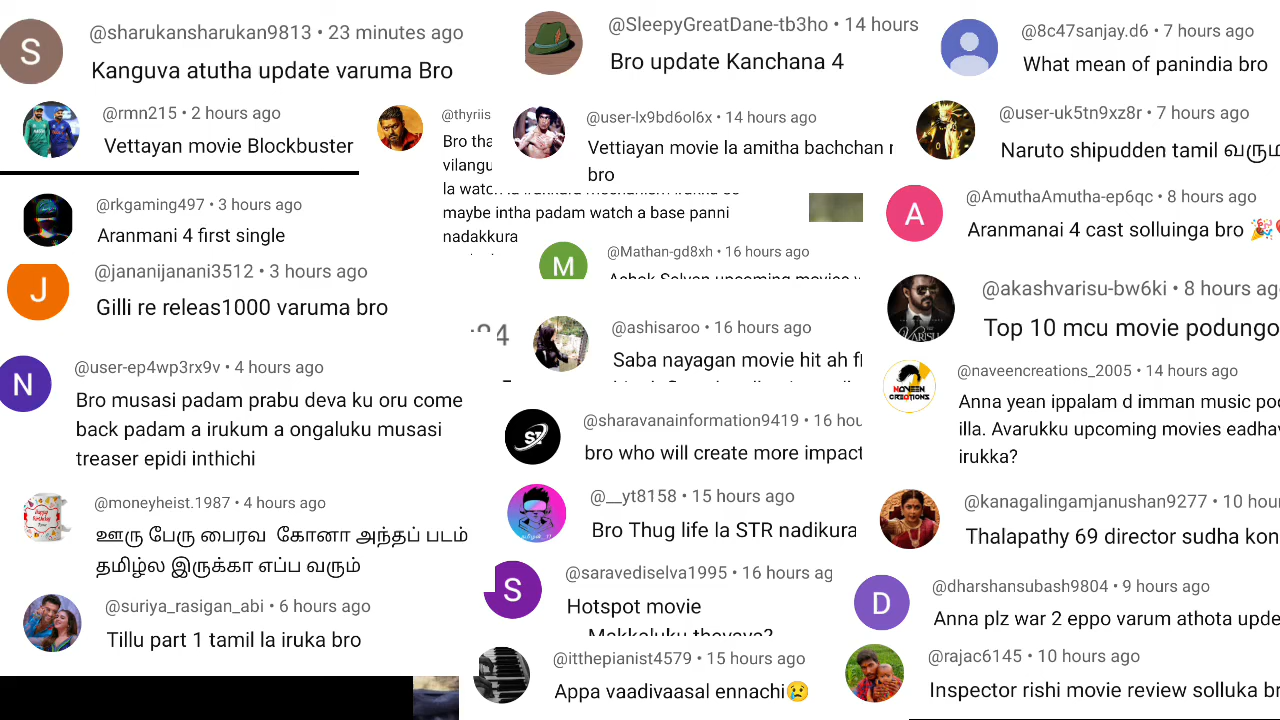 @sharukansharukan9813 • 23 minutes ago
Kanguva atutha update varuma Bro
@rmn215 • 2 hours ago
Vettayan movie Blockbuster
@rkgaming497 • 3 hours ago
Aranmani 4 first single
@jananijanani3512 • 3 hours ago
Gilli re releas1000 varuma bro
@user-ep4wp3rx9v • 4 hours ago
Bro musasi padam prabu deva ku oru come
back padam a irukum a ongaluku musasi
treaser epidi inthichi
@moneyheist.1987 • 4 hours ago
ஊரு பேரு பைரவ கோனா அந்தப் படம்
தமிழ்ல இருக்கா எப்ப வரும்
@suriya_rasigan_abi • 6 hours ago
Tillu part 1 tamil la iruka bro
@SleepyGreatDane-tb3ho • 14 hours
Bro update Kanchana 4
@thyriis
Bro tha
vilangu
la watch
maybe intha padam watch a base panni
nadakkura
@user-lx9bd6ol6x • 14 hours ago
Vettiayan movie la amitha bachchan
bro
@Mathan-gd8xh • 16 hours ago
Ashok Selvan upcoming movies
@ashisaroo • 16 hours ago
Saba nayagan movie hit ah
@sharavanainformation9419 • 16 hou
bro who will create more impact
@__yt8158 • 15 hours ago
Bro Thug life la STR nadikura
@saravediselva1995 • 16 hours ag
Hotspot movie
Makkaluku thevaya?
@itthepianist4579 • 15 hours ago
Appa vaadivaasal ennachi😢
@8c47sanjay.d6 • 7 hours ago
What mean of panindia bro
@user-uk5tn9xz8r • 7 hours ago
Naruto shipudden tamil வரும
@AmuthaAmutha-ep6qc • 8 hours ago
Aranmanai 4 cast solluinga bro 🎉
@akashvarisu-bw6ki • 8 hours ag
VARISU
Top 10 mcu movie podungo
@naveencreations_2005 • 14 hours ago
NAVEEN
CREATIONS
Anna yean ippalam d imman music poo
illa. Avarukku upcoming movies edhav
irukka?
@kanagalingamjanushan9277 • 10 hou
Thalapathy 69 director sudha kon
@dharshansubash9804 • 9 hours ago
Anna plz war 2 eppo varum athota upde
@rajac6145 • 10 hours ago
Inspector rishi movie review solluka b